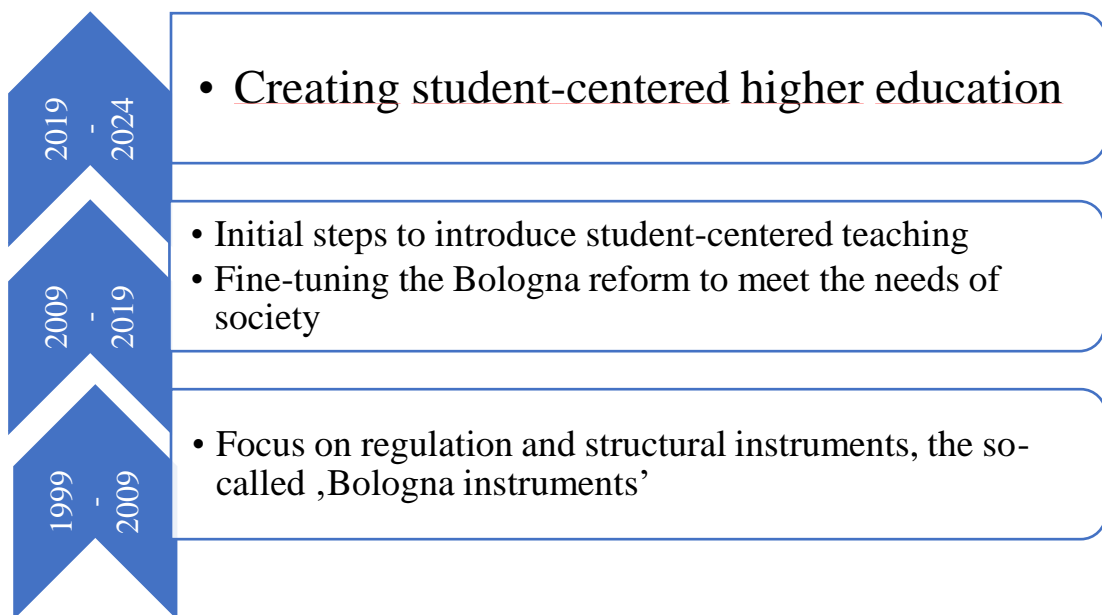 2019
-
2024
• Creating student-centered higher education
2009
-
2019
• Initial steps to introduce student-centered teaching
• Fine-tuning the Bologna reform to meet the needs of
society
1999
-
2009
• Focus on regulation and structural instruments, the so-
called ‚Bologna instruments’